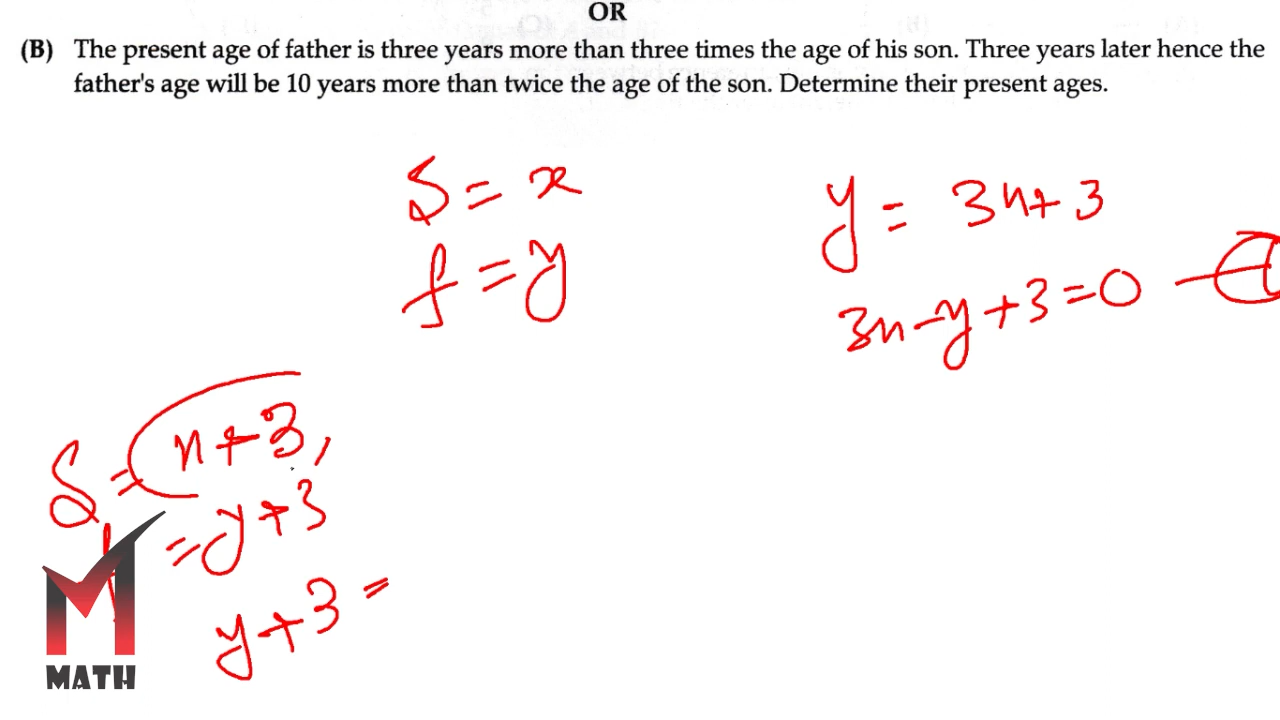 OR
(B) The present age of father is three years more than three times the age of his son. Three years later hence the
father's age will be 10 years more than twice the age of the son. Determine their present ages.
S = x
f = y
y = 3x + 3
3x - y + 3 = 0 - 1
S = x + 3,
f = y + 3
y + 3 =
MATH